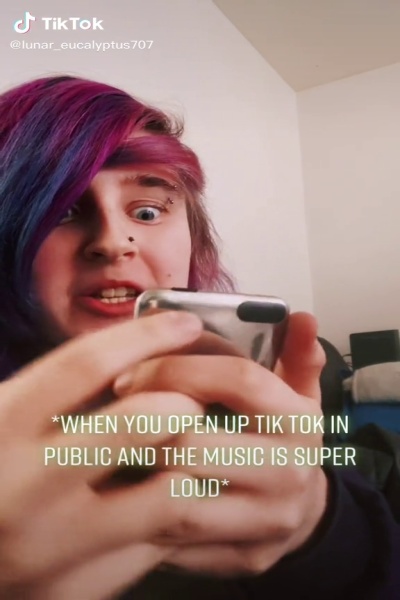 TikTok
@lunar_eucalyptus707
*WHEN YOU OPEN UP TIK TOK IN
PUBLIC AND THE MUSIC IS SUPER
LOUD*